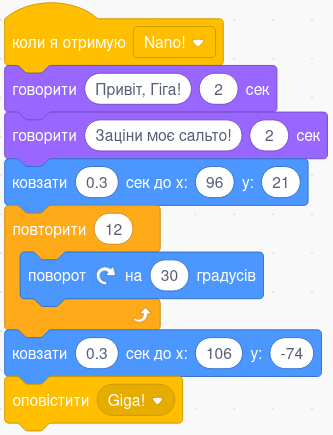 коли я отримую Nano!
говорити Привіт, Гіга! 2 сек
говорити Заціни моє сальто! 2 сек
ковзати 0.3 сек до x: 96 y: 21
повторити 12
поворот на 30 градусів
ковзати 0.3 сек до x: 106 y: -74
оповістити Giga!